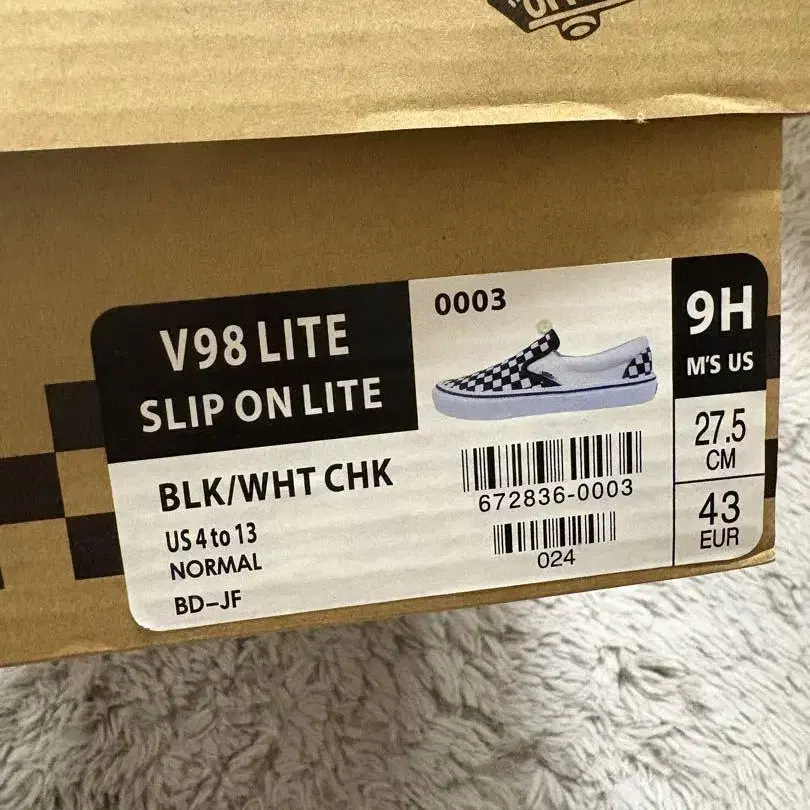 V98 LITE
SLIP ON LITE
0003
9H
M'S US
BLK/WHT CHK
US 4 to 13
NORMAL
BD-JF
672836-0003
024
27.5
CM
43
EUR